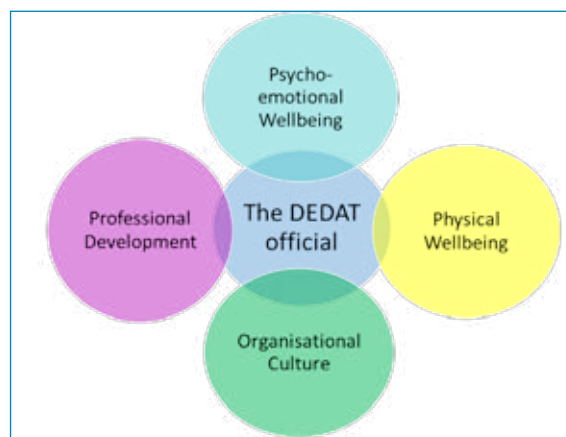 Psycho-
emotional
Wellbeing
Professional
Development
The DEDAT
official
Physical
Wellbeing
Organisational
Culture